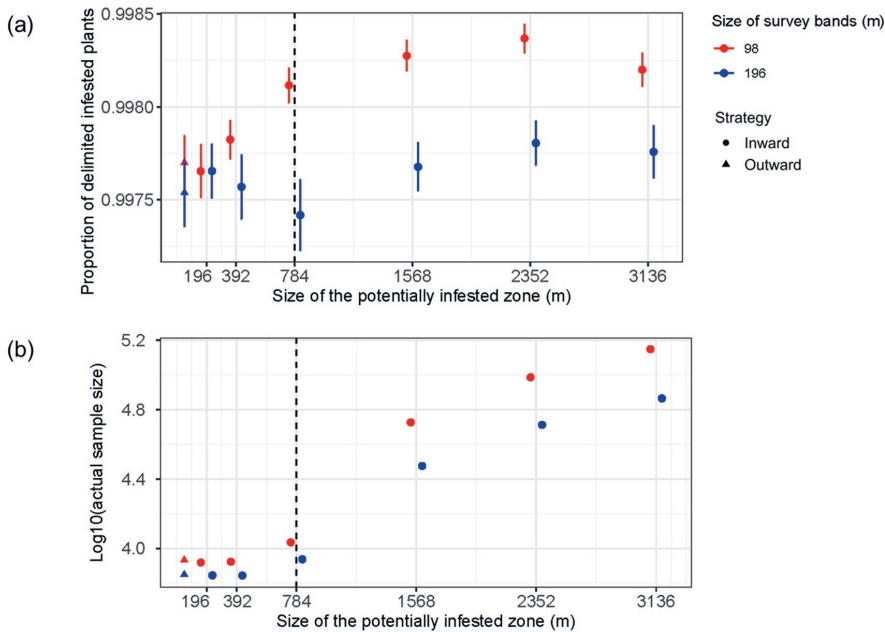 (a)
Proportion of delimited infested plants
0.9985
0.9980
0.9975
196 392 784 1568 2352 3136
Size of the potentially infested zone (m)
Size of survey bands (m)
98
196
Strategy
Inward
Outward
(b)
Log10(actual sample size)
5.2
4.8
4.4
4.0
196 392 784 1568 2352 3136
Size of the potentially infested zone (m)